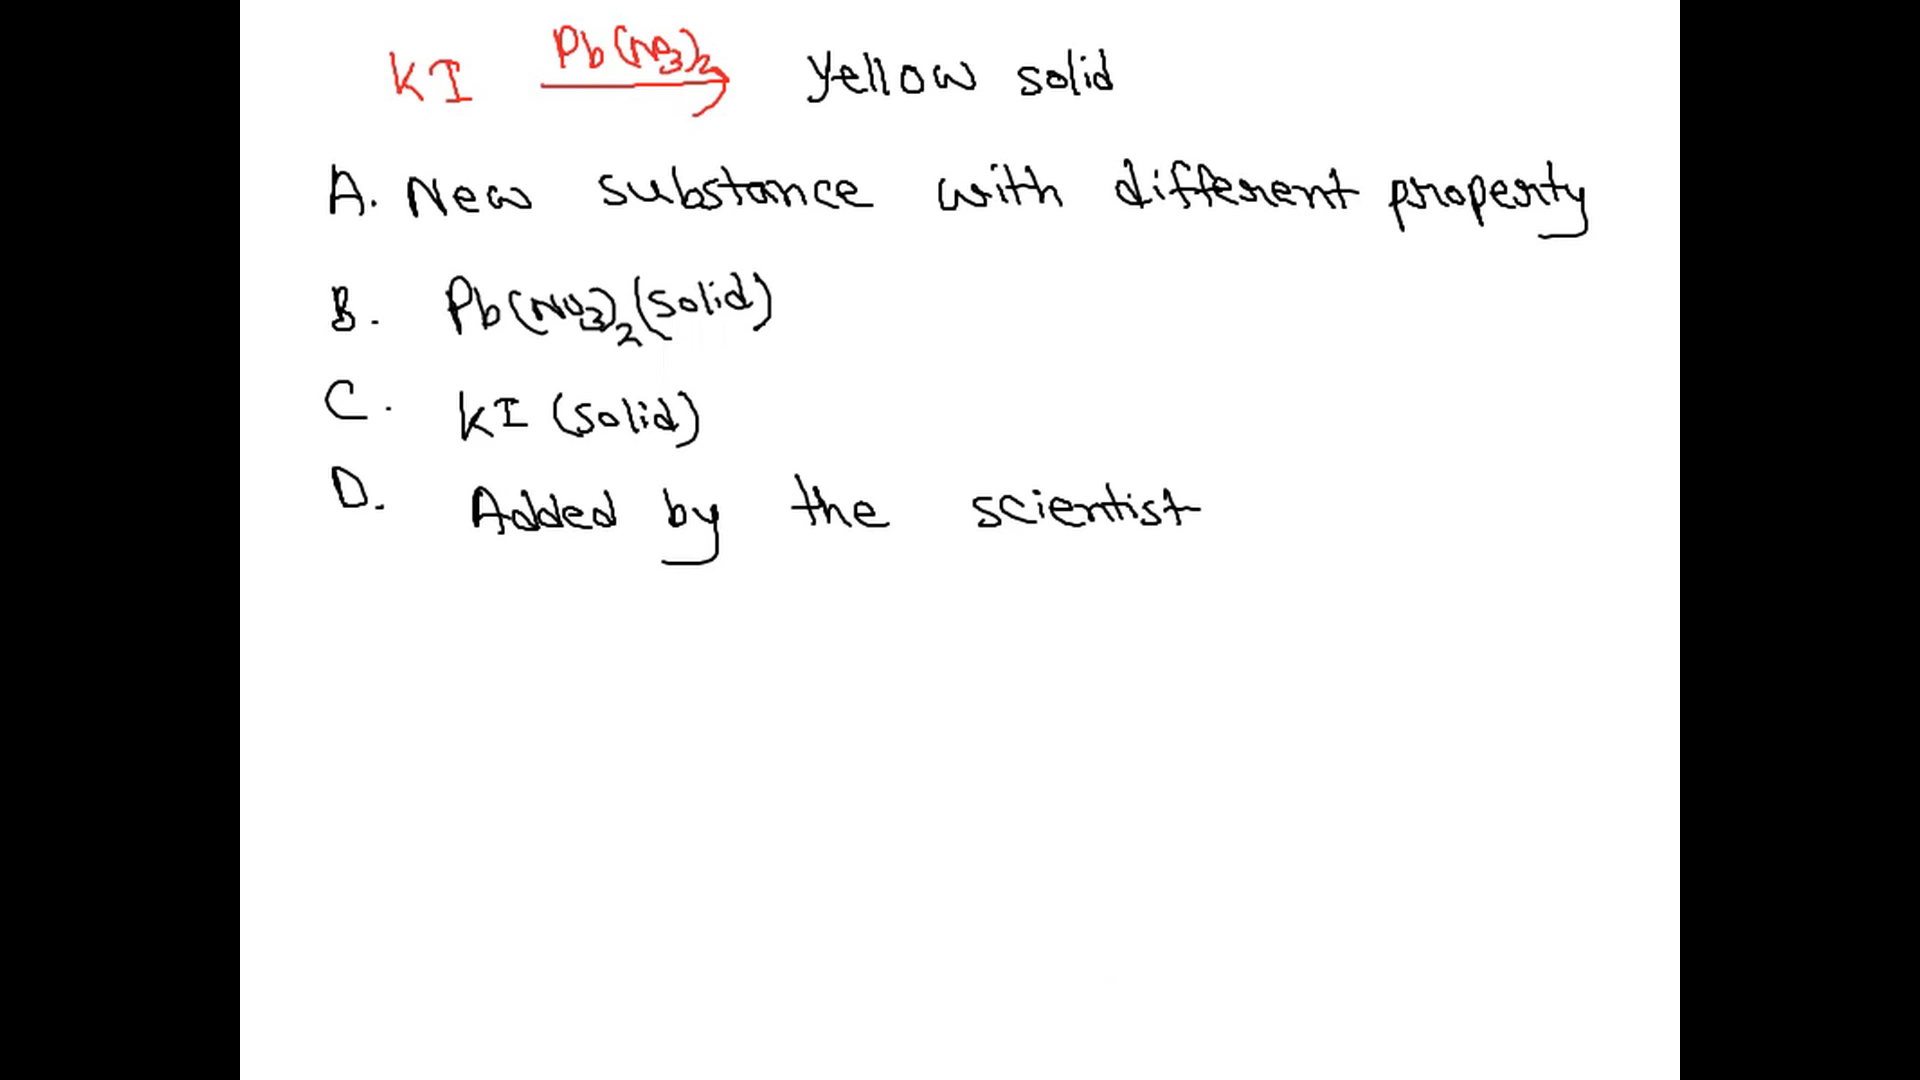 KI Pb(NO3)2 → yellow solid
A. New substance with different property
B. Pb(NO3)2 (solid)
C. KI (solid)
D. Added by the scientist